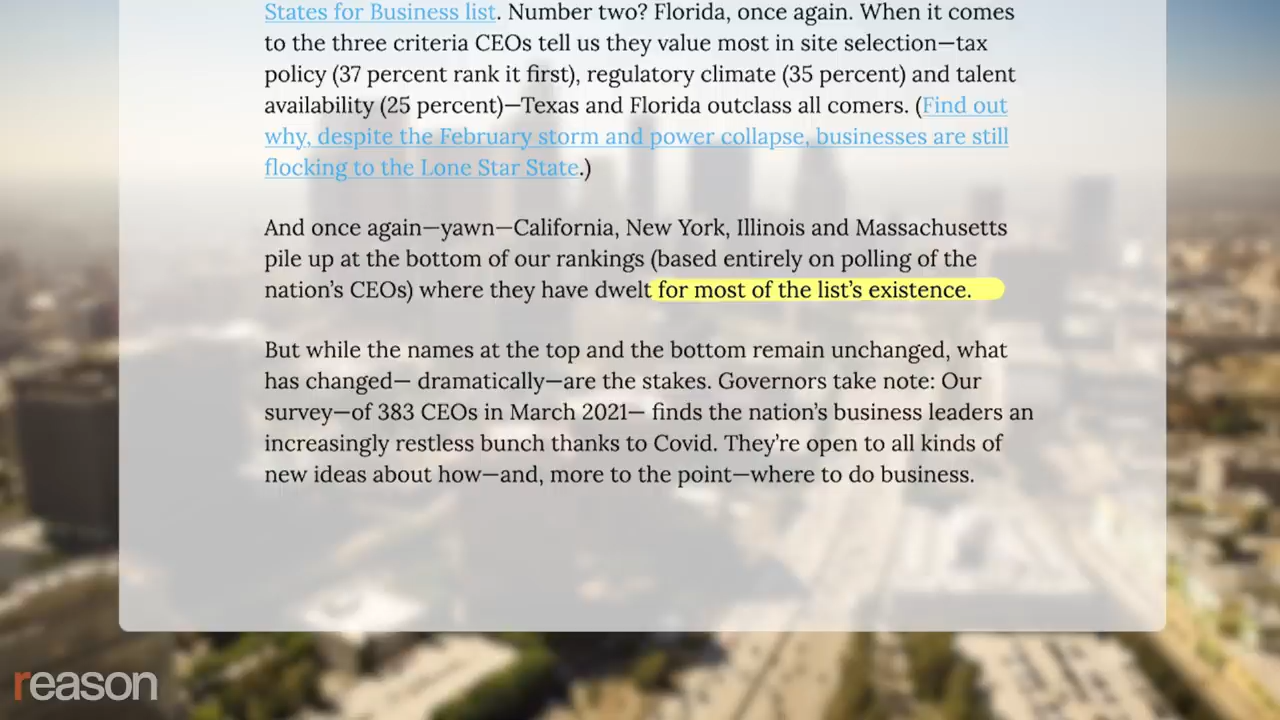 States for Business list. Number two? Florida, once again. When it comes
to the three criteria CEOs tell us they value most in site selection—tax
policy (37 percent rank it first), regulatory climate (35 percent) and talent
availability (25 percent)—Texas and Florida outclass all comers. (Find out
why, despite the February storm and power collapse, businesses are still
flocking to the Lone Star State.)
And once again—yawn—California, New York, Illinois and Massachusetts
pile up at the bottom of our rankings (based entirely on polling of the
nation’s CEOs) where they have dwelt for most of the list’s existence.
But while the names at the top and the bottom remain unchanged, what
has changed— dramatically—are the stakes. Governors take note: Our
survey—of 383 CEOs in March 2021— finds the nation’s business leaders an
increasingly restless bunch thanks to Covid. They’re open to all kinds of
new ideas about how—and, more to the point—where to do business.
reason